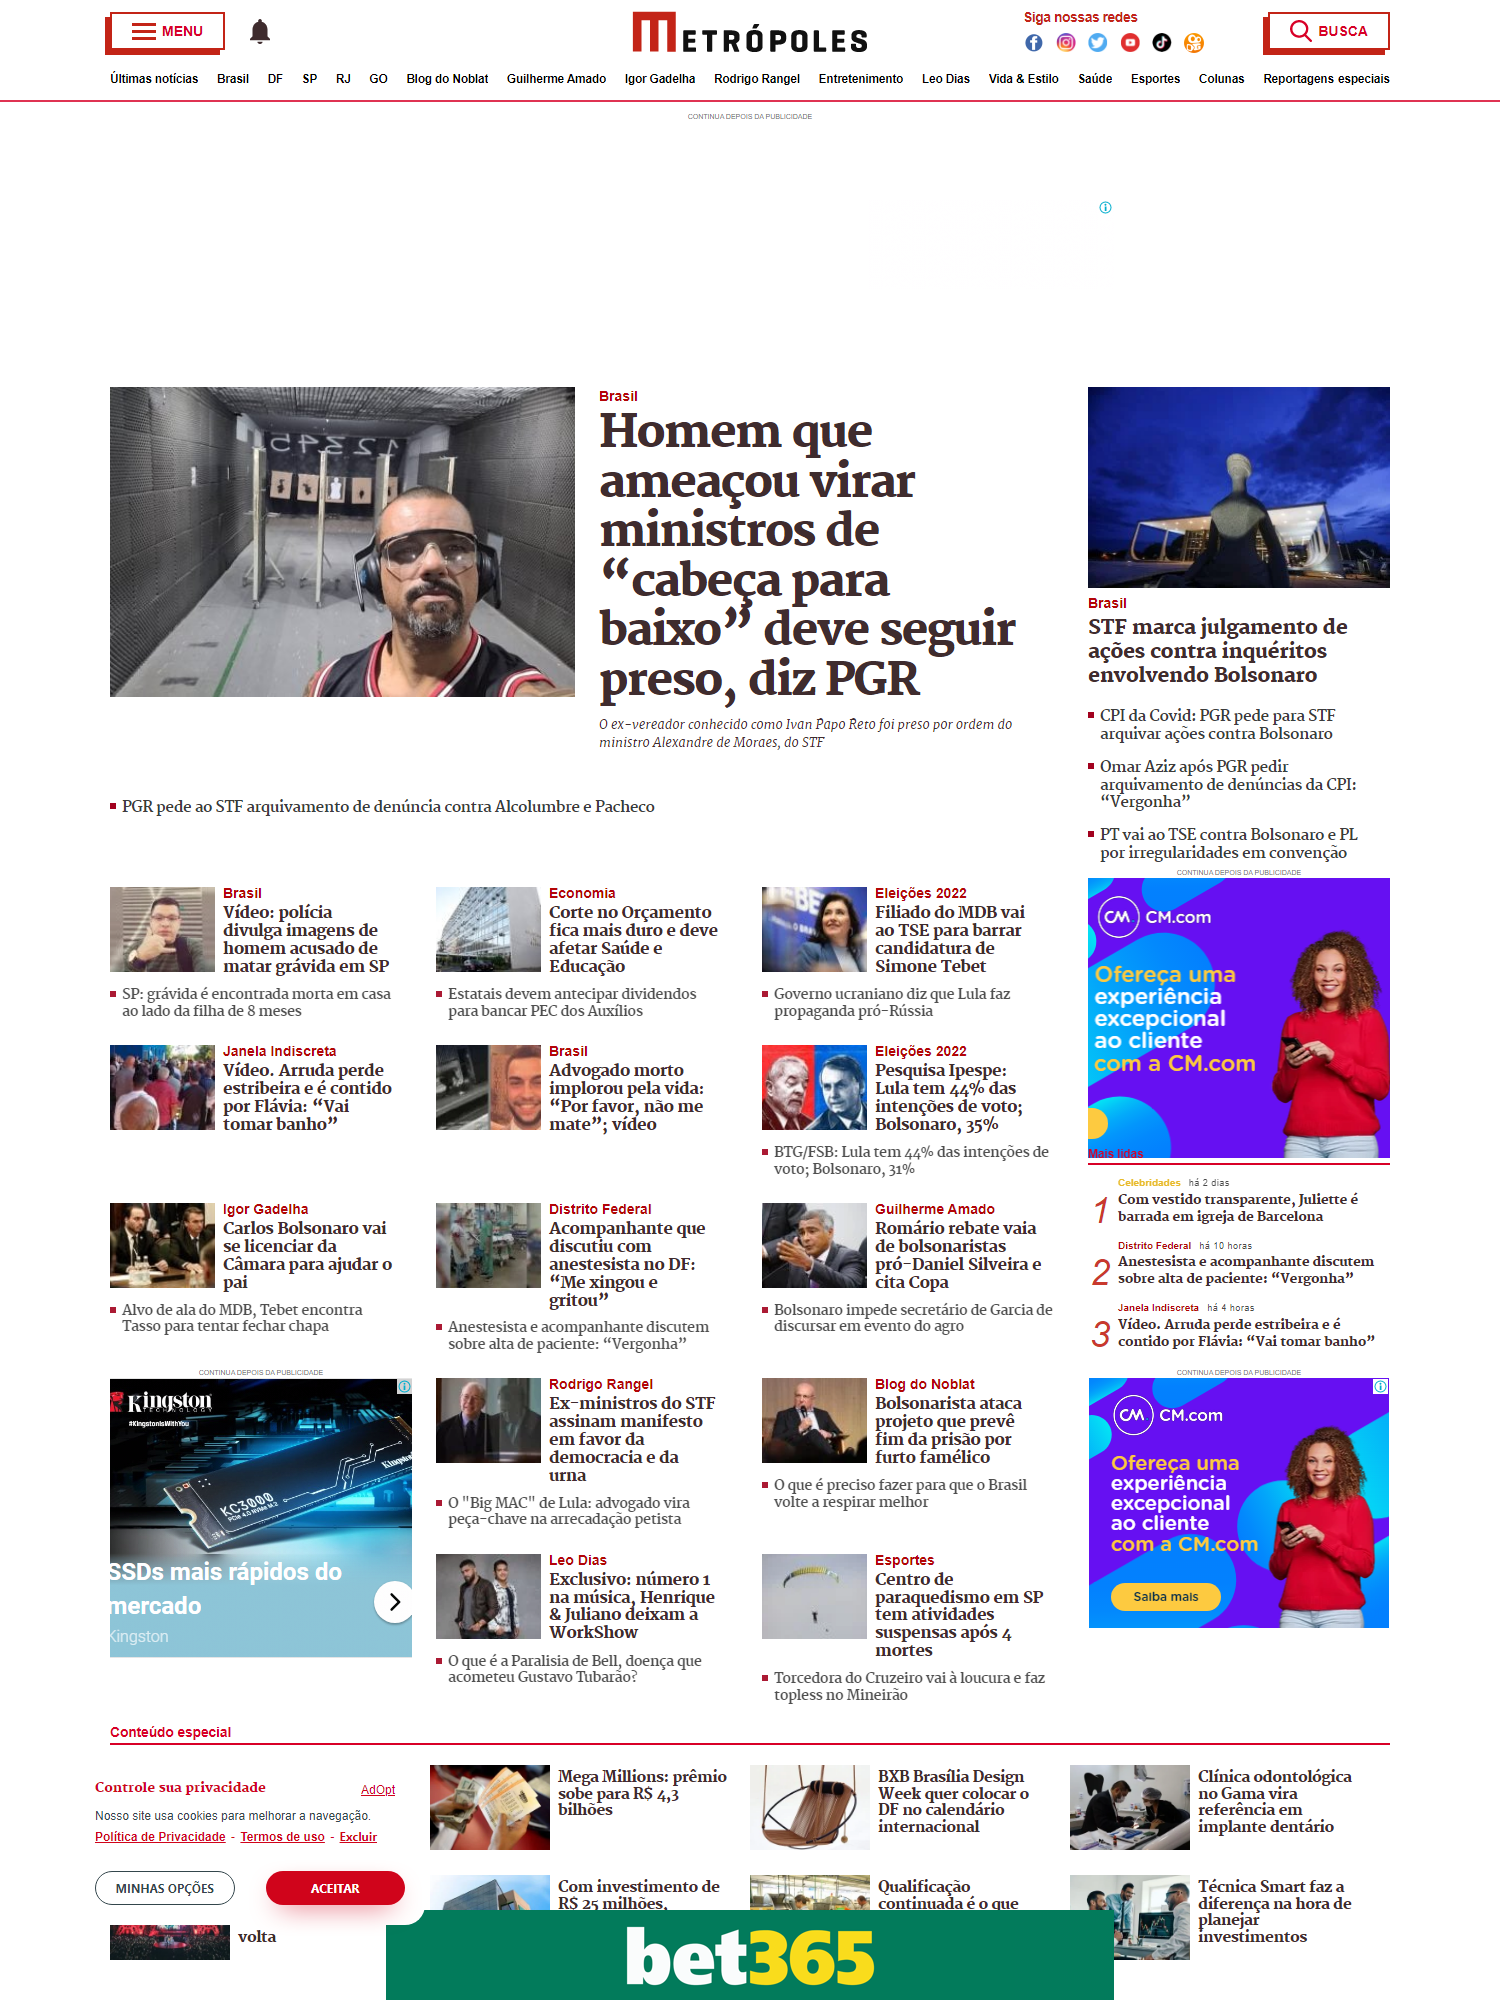 MENU
METRÓPOLES
Siga nossas redes
BUSCA
Últimas notícias Brasil DF SP RJ GO Blog do Noblat Guilherme Amado Igor Gadelha Rodrigo Rangel Entretenimento Leo Dias Vida & Estilo Saúde Esportes Colunas Reportagens especiais
CONTINUA DEPOIS DA PUBLICIDADE
Brasil
Homem que
ameaçou virar
ministros de
“cabeça para
baixo” deve seguir
preso, diz PGR
O ex-vereador conhecido como Ivan Papo Reto foi preso por ordem do
ministro Alexandre de Moraes, do STF
PGR pede ao STF arquivamento de denúncia contra Alcolumbre e Pacheco
Brasil
STF marca julgamento de
ações contra inquéritos
envolvendo Bolsonaro
CPI da Covid: PGR pede para STF
arquivar ações contra Bolsonaro
Omar Aziz após PGR pedir
arquivamento de denúncias da CPI:
“Vergonha”
PT vai ao TSE contra Bolsonaro e PL
por irregularidades em convenção
CONTINUA DEPOIS DA PUBLICIDADE
Brasil
Vídeo: polícia
divulga imagens de
homem acusado de
matar grávida em SP
SP: grávida é encontrada morta em casa
ao lado da filha de 8 meses
Economia
Corte no Orçamento
fica mais duro e deve
afetar Saúde e
Educação
Estatais devem antecipar dividendos
para bancar PEC dos Auxílios
Eleições 2022
Filiado do MDB vai
ao TSE para barrar
candidatura de
Simone Tebet
Governo ucraniano diz que Lula faz
propaganda pró-Rússia
CM CM.com
Ofereça uma
experiência
excepcional
ao cliente
com a CM.com
Janela Indiscreta
Vídeo. Arruda perde
estribeira e é contido
por Flávia: “Vai
tomar banho”
Brasil
Advogado morto
implorou pela vida:
“Por favor, não me
mate”; vídeo
Eleições 2022
Pesquisa Ipespe:
Lula tem 44% das
intenções de voto;
Bolsonaro, 35%
BTG/FSB: Lula tem 44% das intenções de
voto; Bolsonaro, 31%
Mais lidas
Celebridades há 2 dias
1 Com vestido transparente, Juliette é
barrada em igreja de Barcelona
Distrito Federal há 10 horas
2 Anestesista e acompanhante discutem
sobre alta de paciente: “Vergonha”
Janela Indiscreta há 4 horas
3 Vídeo. Arruda perde estribeira e é
contido por Flávia: “Vai tomar banho”
Igor Gadelha
Carlos Bolsonaro vai
se licenciar da
Câmara para ajudar o
pai
Alvo de ala do MDB, Tebet encontra
Tasso para tentar fechar chapa
Distrito Federal
Acompanhante que
discutiu com
anestesista no DF:
“Me xingou e
gritou”
Anestesista e acompanhante discutem
sobre alta de paciente: “Vergonha”
Guilherme Amado
Romário rebate vaia
de bolsonaristas
pró-Daniel Silveira e
cita Copa
Bolsonaro impede secretário de Garcia de
discursar em evento do agro
CONTINUA DEPOIS DA PUBLICIDADE
Kingston
TECHNOLOGY
#KingstonIsWithYou
Kingston
KC3000
PCIe 4.0 NVMe M.2
SSDs mais rápidos do
mercado
Kingston
Rodrigo Rangel
Ex-ministros do STF
assinam manifesto
em favor da
democracia e da
urna
O "Big MAC" de Lula: advogado vira
peça-chave na arrecadação petista
Blog do Noblat
Bolsonarista ataca
projeto que prevê
fim da prisão por
furto famélico
O que é preciso fazer para que o Brasil
volte a respirar melhor
CONTINUA DEPOIS DA PUBLICIDADE
CM CM.com
Ofereça uma
experiência
excepcional
ao cliente
com a CM.com
Saiba mais
Leo Dias
Exclusivo: número 1
na música, Henrique
& Juliano deixam a
WorkShow
O que é a Paralisia de Bell, doença que
acometeu Gustavo Tubarão?
Esportes
Centro de
paraquedismo em SP
tem atividades
suspensas após 4
mortes
Torcedora do Cruzeiro vai à loucura e faz
topless no Mineirão
Conteúdo especial
Controle sua privacidade AdOpt
Nosso site usa cookies para melhorar a navegação.
Política de Privacidade - Termos de uso - Excluir
MINHAS OPÇÕES ACEITAR
volta
Mega Millions: prêmio
sobe para R$ 4,3
bilhões
BXB Brasília Design
Week quer colocar o
DF no calendário
internacional
Clínica odontológica
no Gama vira
referência em
implante dentário
Com investimento de
R$ 25 milhões,
Qualificação
continuada é o que
Técnica Smart faz a
diferença na hora de
planejar
investimentos
bet365